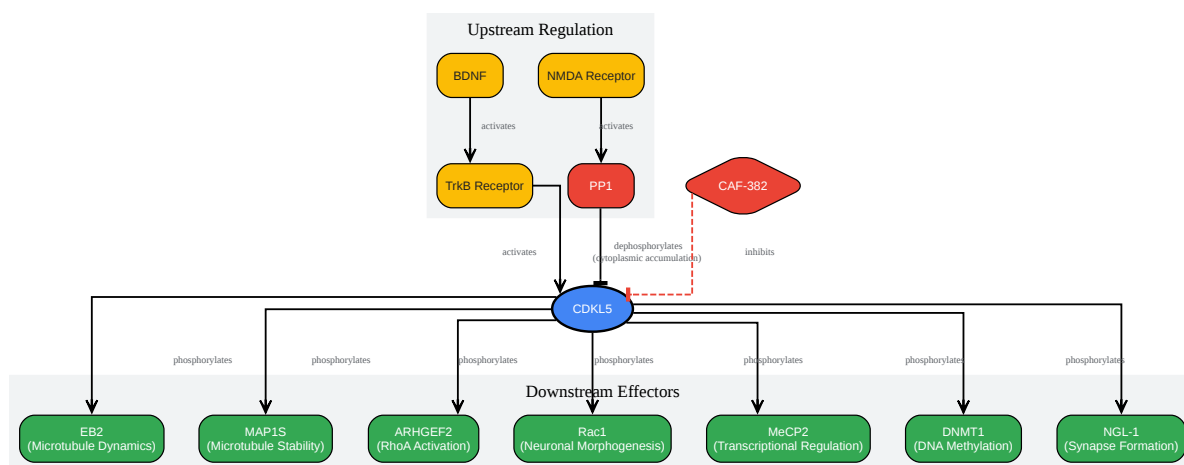 Upstream Regulation
BDNF
NMDA Receptor
activates
activates
TrkB Receptor
PP1
CAF-382
activates
dephosphorylates
(cytoplasmic accumulation)
inhibits
CDKL5
phosphorylates
phosphorylates
phosphorylates
phosphorylates
phosphorylates
phosphorylates
phosphorylates
Downstream Effectors
EB2
(Microtubule Dynamics)
MAP1S
(Microtubule Stability)
ARHGEF2
(RhoA Activation)
Rac1
(Neuronal Morphogenesis)
MeCP2
(Transcriptional Regulation)
DNMT1
(DNA Methylation)
NGL-1
(Synapse Formation)